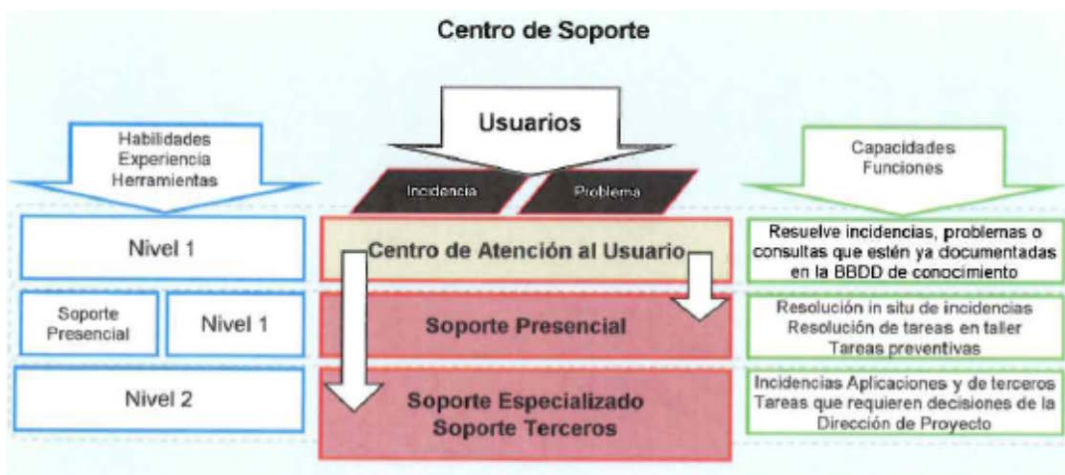 Centro de Soporte
Usuarios
Habilidades
Experiencia
Herramientas
Capacidades
Funciones
Incidencia
Problema
Nivel 1
Centro de Atención al Usuario
Resuelve incidencias, problemas o
consultas que estén ya documentadas
en la BBDD de conocimiento
Soporte
Presencial
Nivel 1
Soporte Presencial
Resolución in situ de incidencias
Resolución de tareas en taller
Tareas preventivas
Nivel 2
Soporte Especializado
Soporte Terceros
Incidencias Aplicaciones y de terceros
Tareas que requieren decisiones de la
Dirección de Proyecto